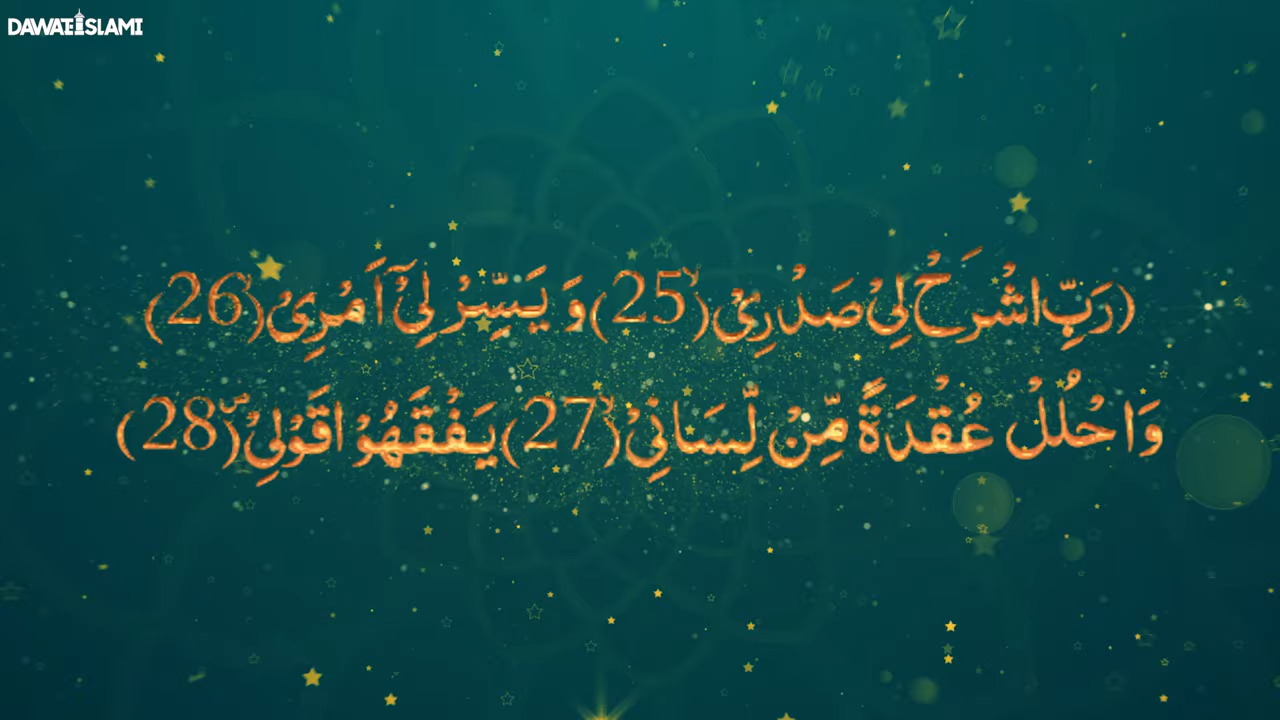 DAWATEISLAMI
(رَبِّ اشْرَحْ لِیْ صَدْرِیْۙ(25) وَ یَسِّرْ لِیْۤ اَمْرِیْۙ(26)
وَ احْلُلْ عُقْدَةً مِّنْ لِّسَانِیْۙ(27) یَفْقَهُوْا قَوْلِیْ۪(28)